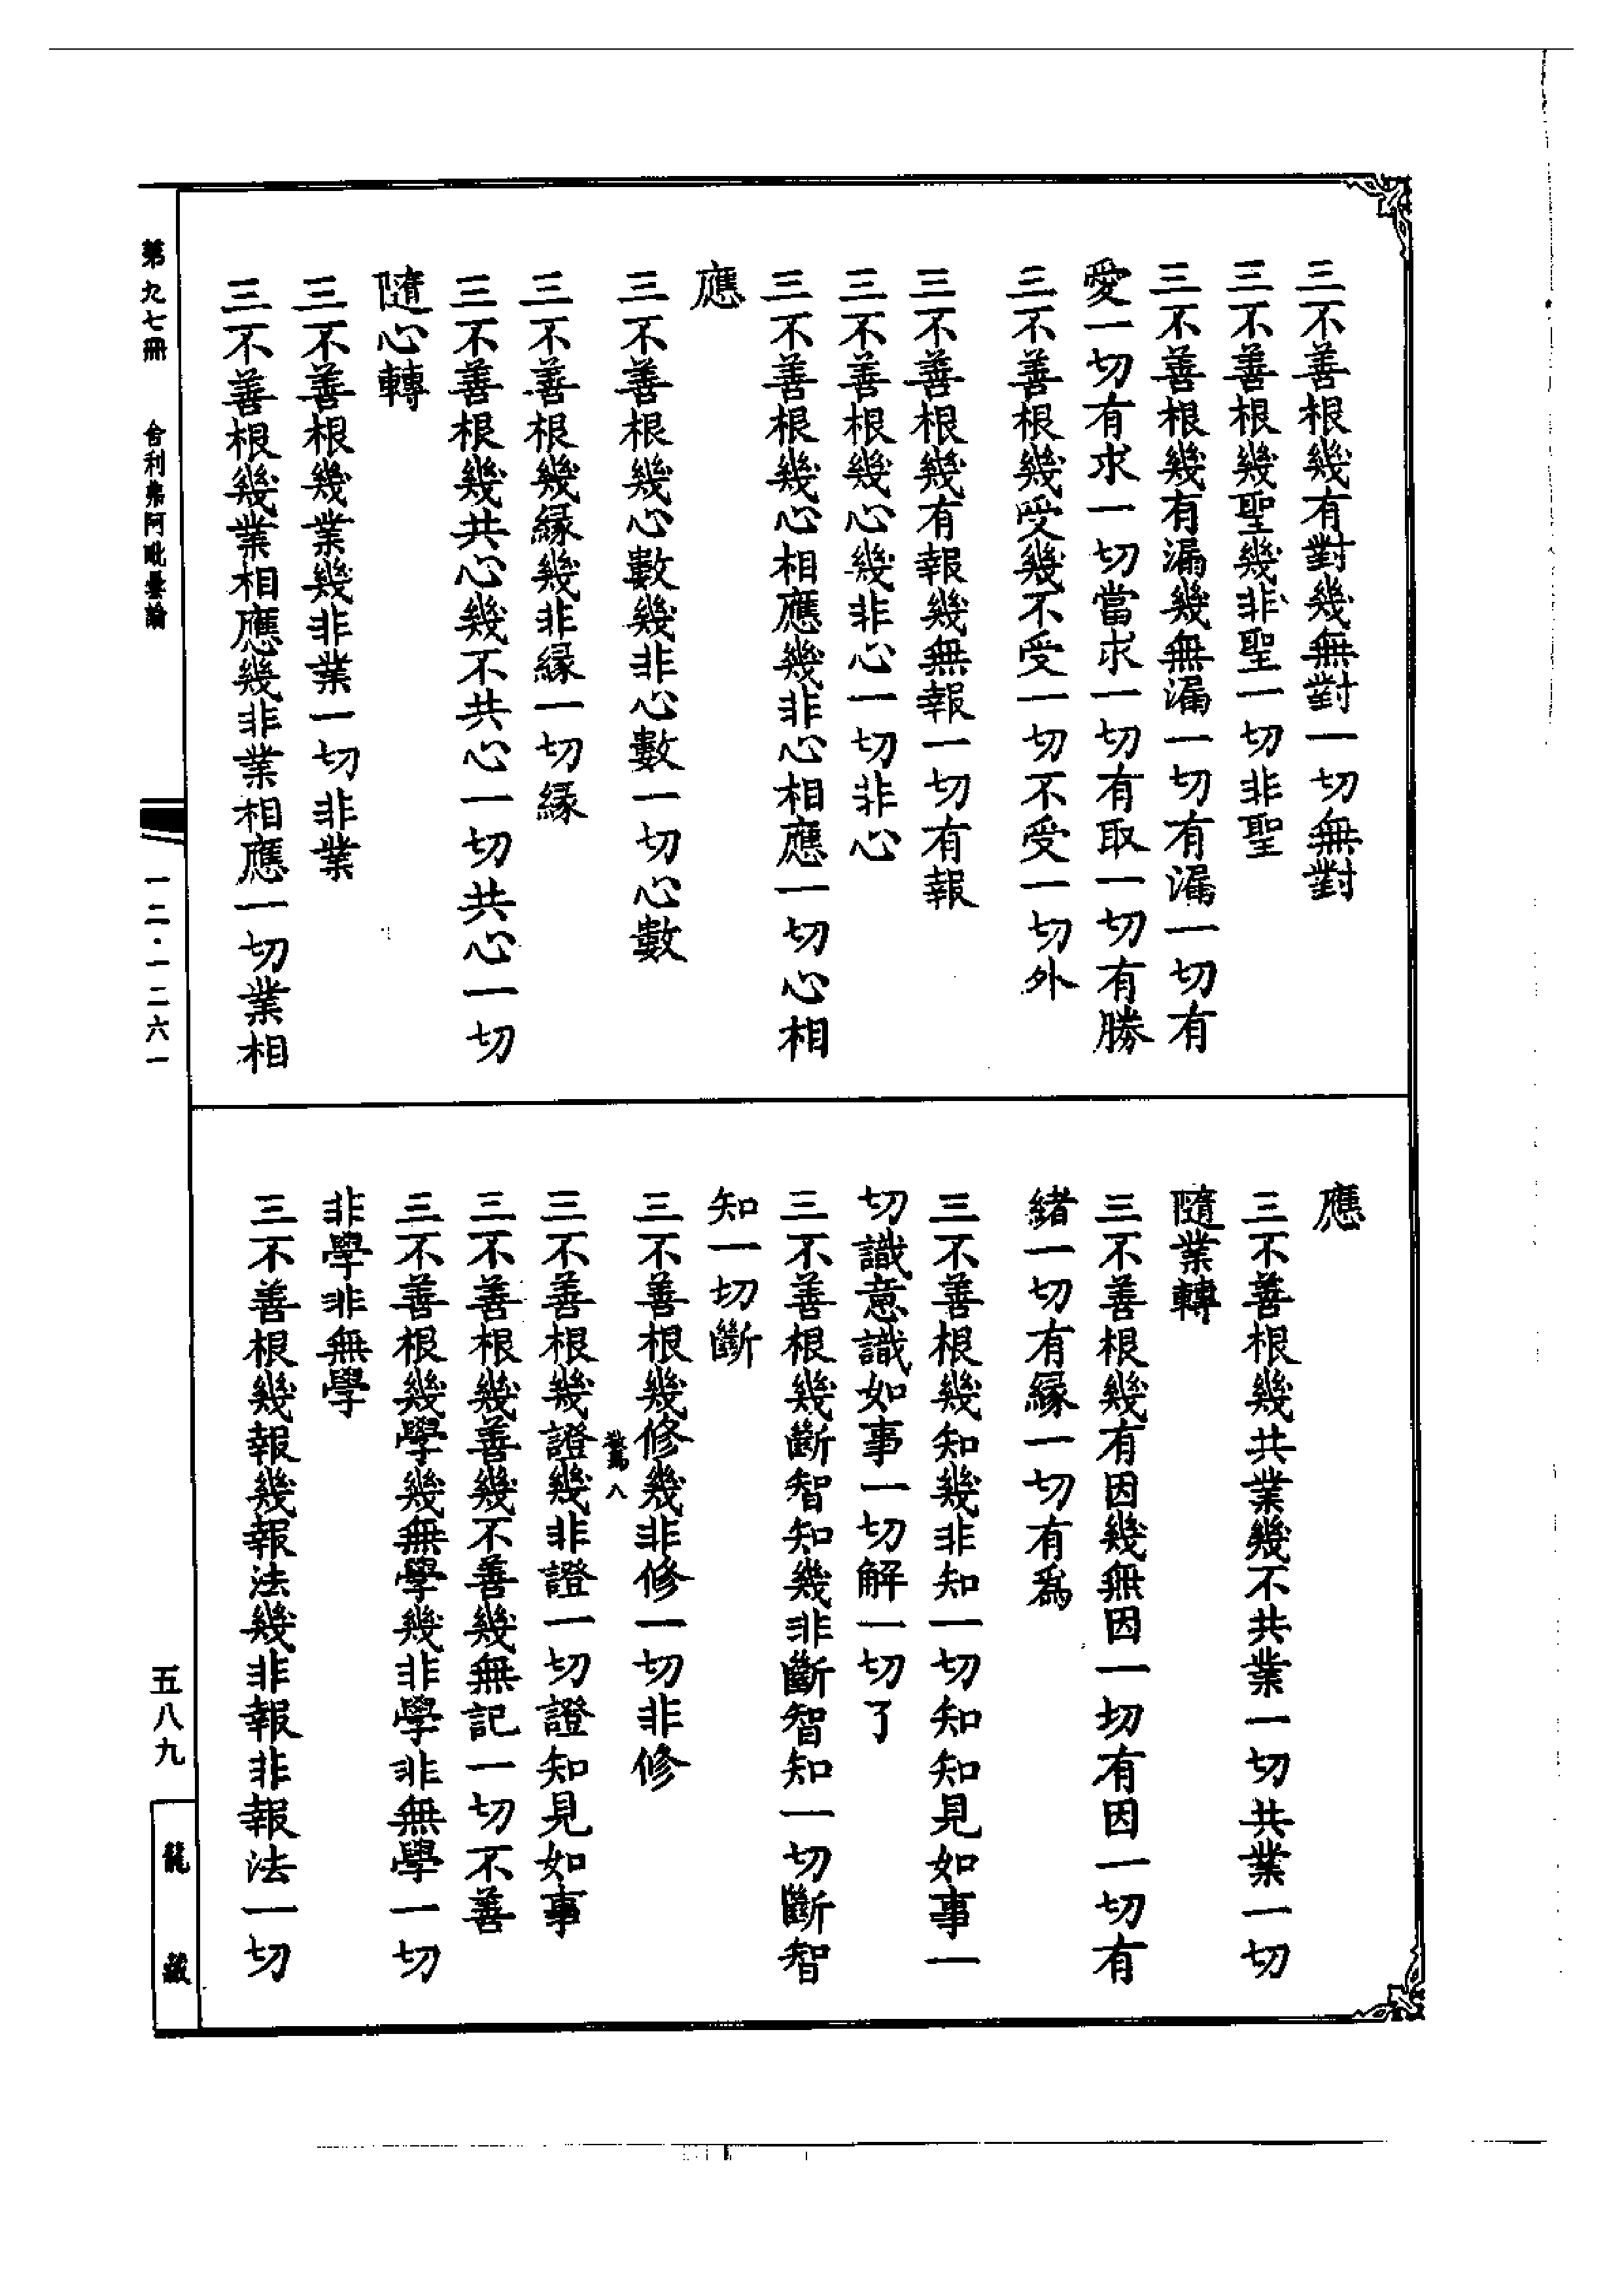 三不善根幾有對幾無對一切無對
三不善根幾聖幾非聖一切非聖
三不善根幾有漏幾無漏一切有漏一切有
愛一切有求一切當求一切有取一切有勝
三不善根幾受幾不受一切不受一切外
三不善根幾有報幾無報一切有報
三不善根幾心幾非心一切非心
三不善根幾心相應幾非心相應一切心相
應
三不善根幾心數幾非心數一切心數
三不善根幾緣幾非緣一切緣
三不善根幾共心幾不共心一切共心一切
隨心轉
三不善根幾業幾非業一切非業
三不善根幾業相應幾非業相應一切業相
應
三不善根幾共業幾不共業一切共業一切
隨業轉
三不善根幾有因幾無因一切有因一切有
緒一切有緣一切有爲
三不善根幾知幾非知一切知知見如事一
切識意識如事一切解一切了
三不善根幾斷智知幾非斷智知一切斷智
知一切斷
三不善根幾修幾非修一切非修
八
三不善根幾證幾非證一切證知見如事
三不善根幾善幾不善幾無記一切不善
三不善根幾學幾無學幾非學非無學一切
非學非無學
三不善根幾報幾報法幾非報非報法一切
第九七冊 舍利弗阿毗曇論 一二·一二六一 五八九
龍藏